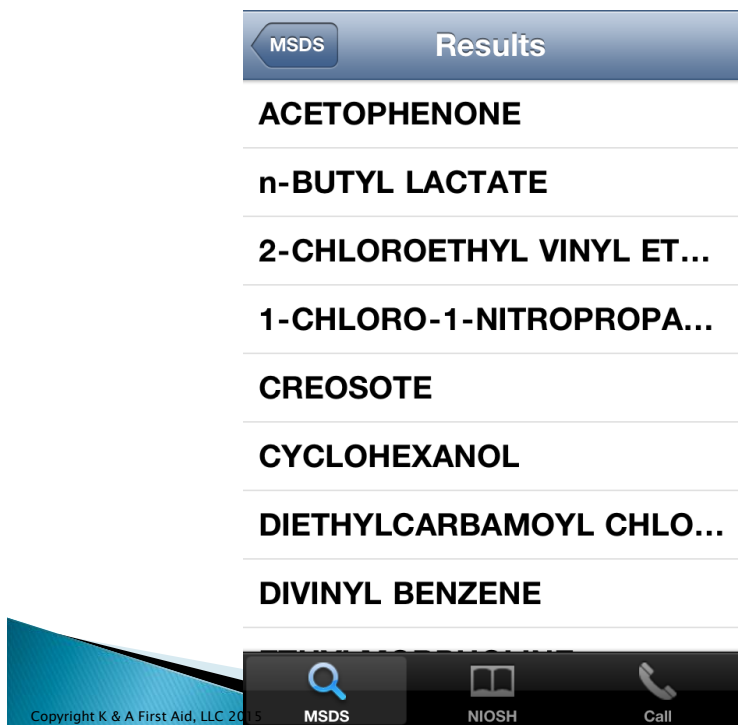 MSDS
Results
ACETOPHENONE
n-BUTYL LACTATE
2-CHLOROETHYL VINYL ET...
1-CHLORO-1-NITROPROPA...
CREOSOTE
CYCLOHEXANOL
DIETHYLCARBAMOYL CHLO...
DIVINYL BENZENE
MSDS
NIOSH
Call
Copyright K & A First Aid, LLC 2015